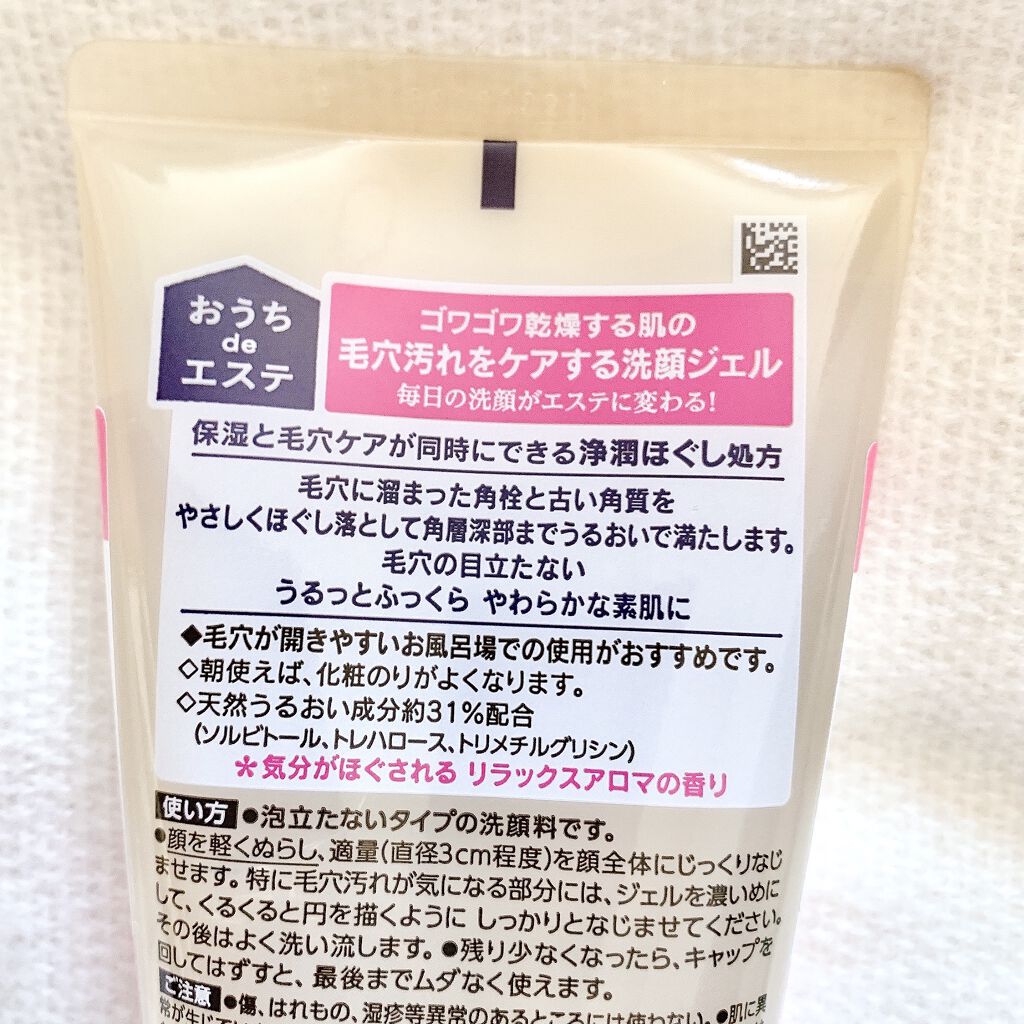 おうち
de
エステ
ゴワゴワ乾燥する肌の
毛穴汚れをケアする洗顔ジェル
毎日の洗顔がエステに変わる!
保湿と毛穴ケアが同時にできる浄潤ほぐし処方
毛穴に溜まった角栓と古い角質を
やさしくほぐし落として角層深部までうるおいで満たします。
毛穴の目立たない
うるっとふっくら やわらかな素肌に
◆毛穴が開きやすいお風呂場での使用がおすすめです。
◇朝使えば、化粧のりがよくなります。
◇天然うるおい成分約31%配合
(ソルビトール、トレハロース、トリメチルグリシン)
*気分がほぐされる リラックスアロマの香り
使い方 ●泡立たないタイプの洗顔料です。
●顔を軽くぬらし、適量(直径3cm程度)を顔全体にじっくりなじ
ませます。特に毛穴汚れが気になる部分には、ジェルを濃いめに
して、くるくると円を描くように しっかりとなじませてください。
その後はよく洗い流します。●残り少なくなったら、キャップを
回してはずすと、最後までムダなく使えます。
ご注意 ●傷、はれもの、湿疹等異常のあるところには使わない。●肌に異
常が生じて